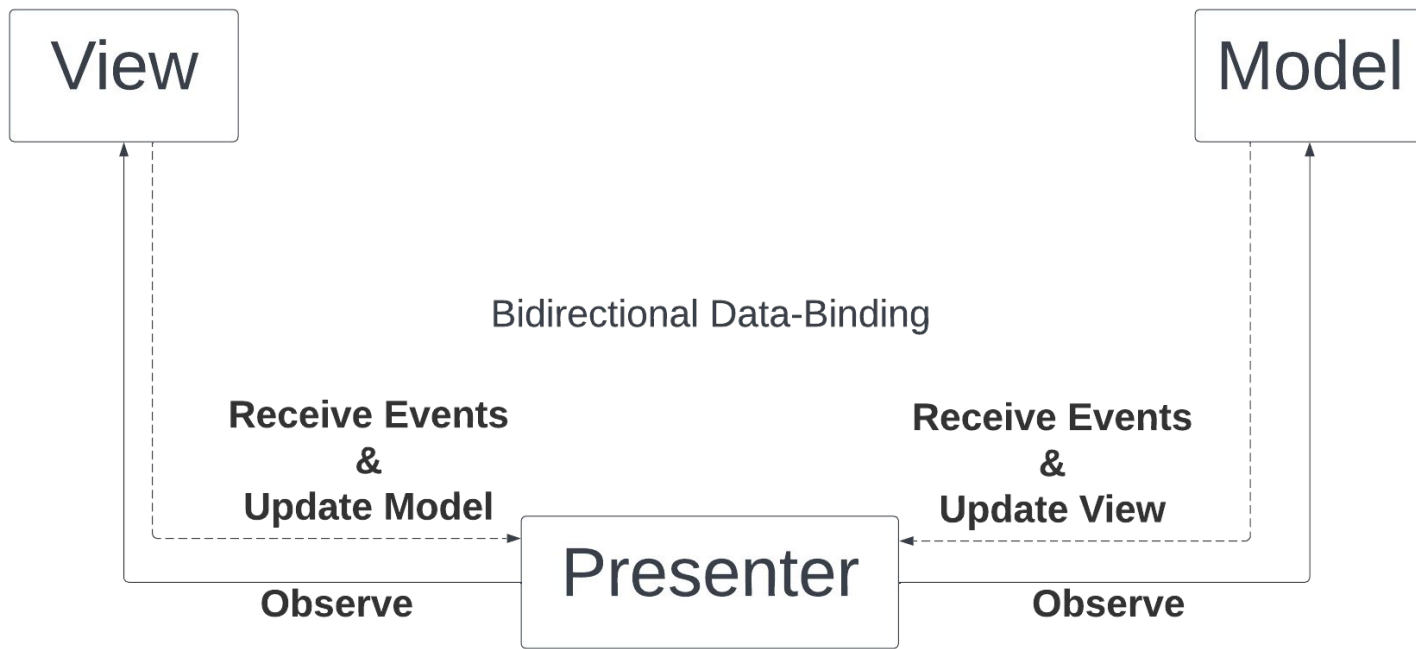 View
Model
Bidirectional Data-Binding
Receive Events
&
Update Model
Receive Events
&
Update View
Presenter
Observe
Observe